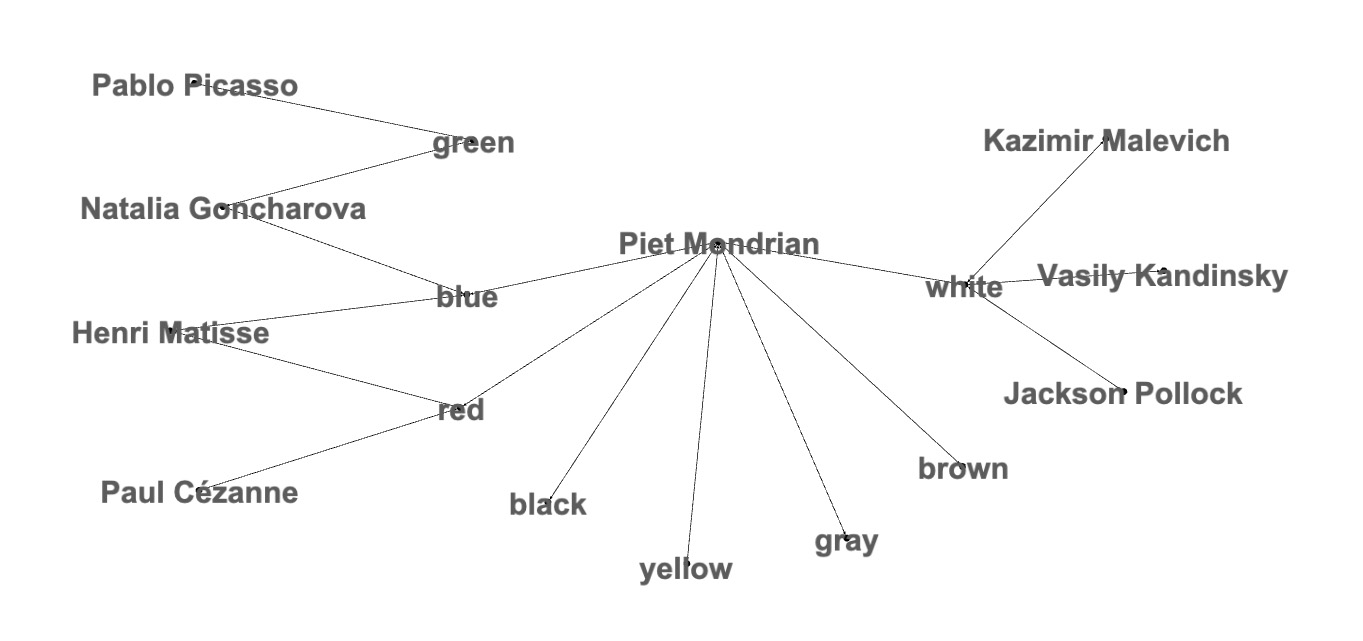 Pablo Picasso
green
Kazimir Malevich
Natalia Goncharova
Piet Mondrian
Vasily Kandinsky
white
blue
Henri Matisse
Jackson Pollock
red
brown
Paul Cézanne
black
gray
yellow